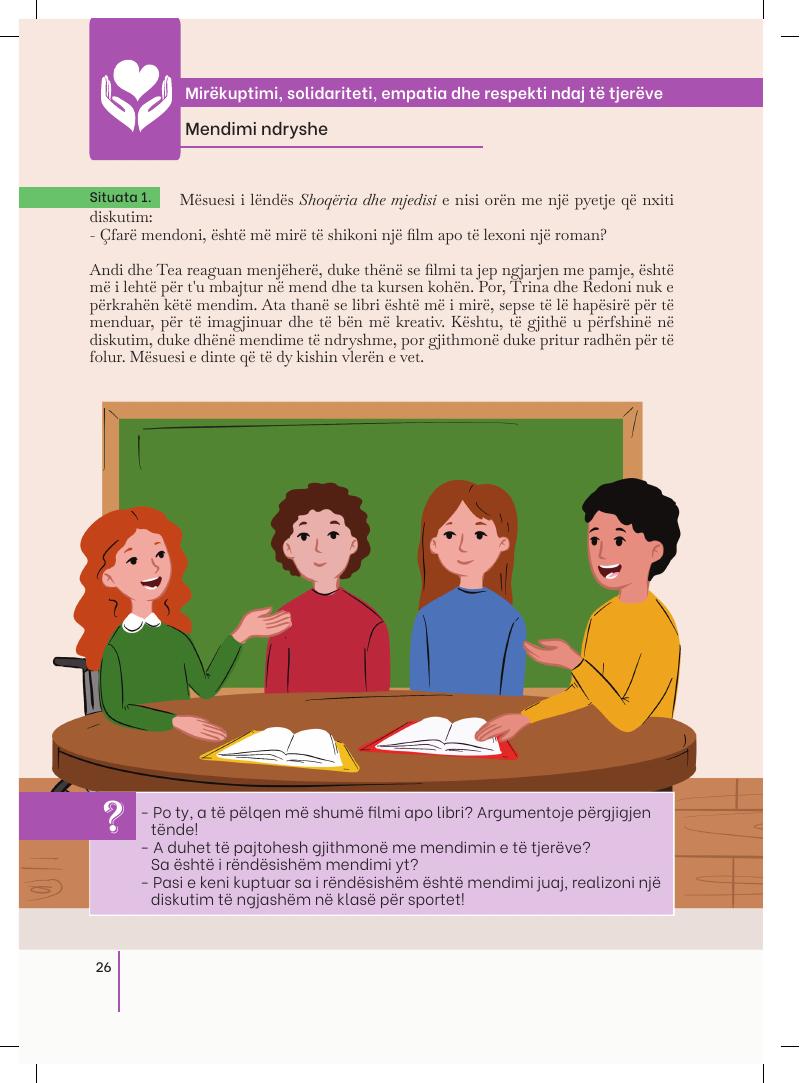 Mirëkuptimi, solidariteti, empatia dhe respekti ndaj të tjerëve
Mendimi ndryshe
Situata 1. Mësuesi i lëndës Shoqëria dhe mjedisi e nisi orën me një pyetje që nxiti
diskutim:
- Çfarë mendoni, është më mirë të shikoni një film apo të lexoni një roman?
Andi dhe Tea reaguan menjëherë, duke thënë se filmi ta jep ngjarjen me pamje, është
më i lehtë për t'u mbajtur në mend dhe ta kursen kohën. Por, Trina dhe Redoni nuk e
përkrahën këtë mendim. Ata thanë se libri është më i mirë, sepse të lë hapësirë për të
menduar, për të imagjinuar dhe të bën më kreativ. Kështu, të gjithë u përfshinë në
diskutim, duke dhënë mendime të ndryshme, por gjithmonë duke pritur radhën për të
folur. Mësuesi e dinte që të dy kishin vlerën e vet.
?
- Po ty, a të pëlqen më shumë filmi apo libri? Argumentoje përgjigjen
tënde!
- A duhet të pajtohesh gjithmonë me mendimin e të tjerëve?
Sa është i rëndësishëm mendimi yt?
- Pasi e keni kuptuar sa i rëndësishëm është mendimi juaj, realizoni një
diskutim të ngjashëm në klasë për sportet!
26